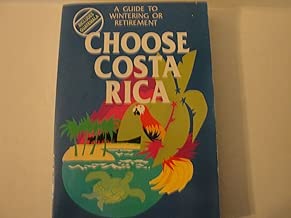 A GUIDE TO
WINTERING OR
RETIREMENT
CHOOSE
COSTA
RICA